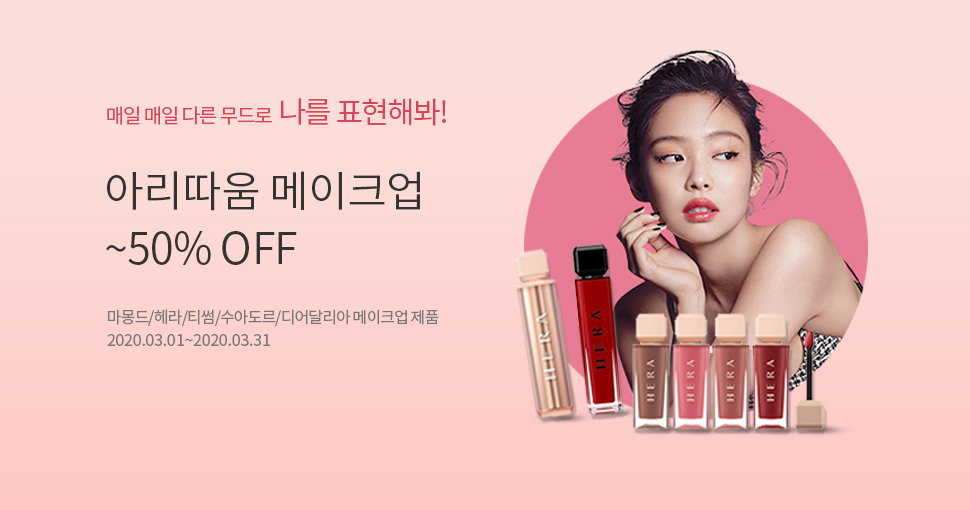 매일 매일 다른 무드로 나를 표현해봐!
아리따움 메이크업
~50% OFF
마몽드/헤라/티썸/수아도르/디어달리아 메이크업 제품
2020.03.01~2020.03.31
HERA
HERA
HERA
HERA
HERA
HERA